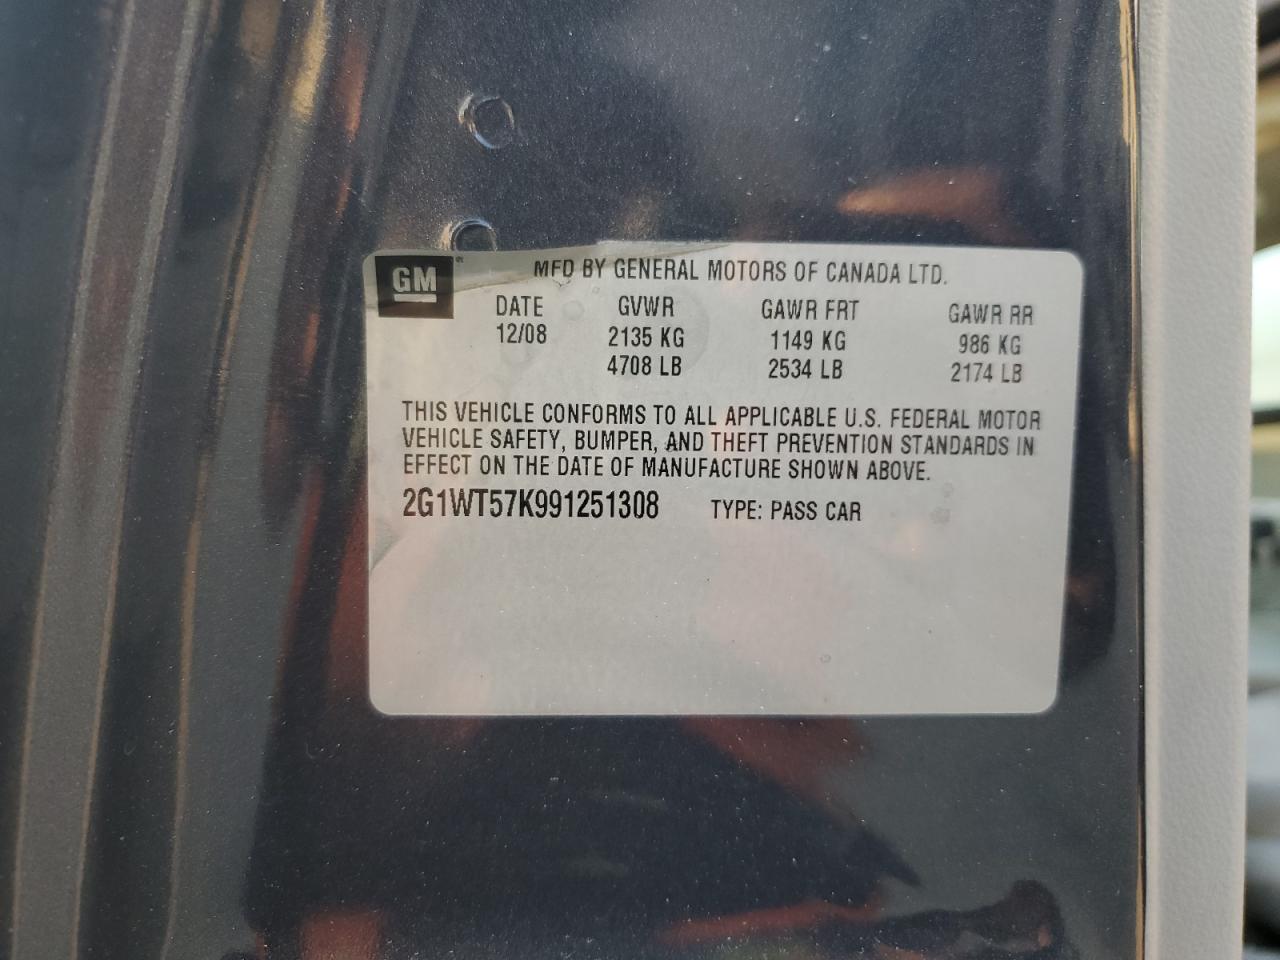 GM ®
MFD BY GENERAL MOTORS OF CANADA LTD.
DATE GVWR GAWR FRT GAWR RR
12/08 2135 KG 1149 KG 986 KG
4708 LB 2534 LB 2174 LB
THIS VEHICLE CONFORMS TO ALL APPLICABLE U.S. FEDERAL MOTOR
VEHICLE SAFETY, BUMPER, AND THEFT PREVENTION STANDARDS IN
EFFECT ON THE DATE OF MANUFACTURE SHOWN ABOVE.
2G1WT57K991251308 TYPE: PASS CAR